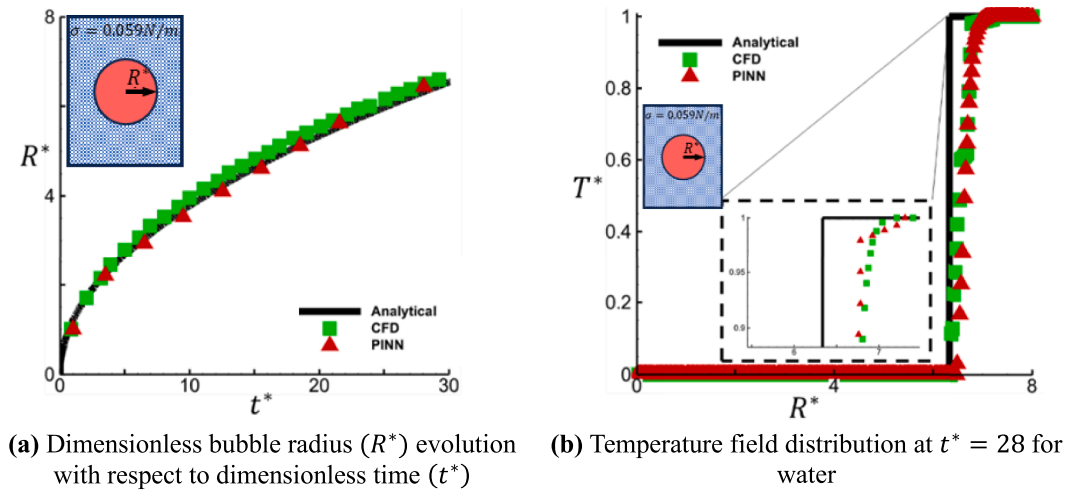 8
σ = 0.059N/m
R*
R*
4
Analytical
CFD
PINN
0
0
10
20
30
t*
1
0.8
0.6
T*
0.4
0.2
0
Analytical
CFD
PINN
σ = 0.059N/m
R*
1
0.95
0.9
6
7
0
4
8
R*
(a) Dimensionless bubble radius (R*) evolution
with respect to dimensionless time (t*)
(b) Temperature field distribution at t* = 28 for
water